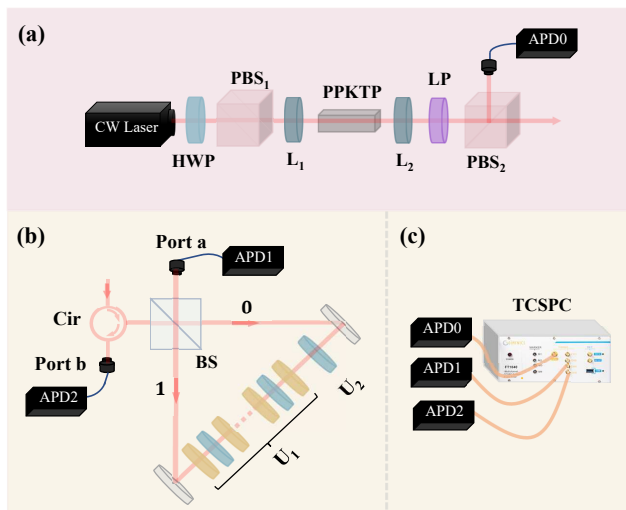 (a)
APD0
PBS1
PPKTP
LP
CW Laser
HWP
L1
L2
PBS2
(b)
Port a
APD1
Cir
0
Port b
BS
APD2
1
U2
U1
(c)
TCSPC
APD0
APD1
APD2